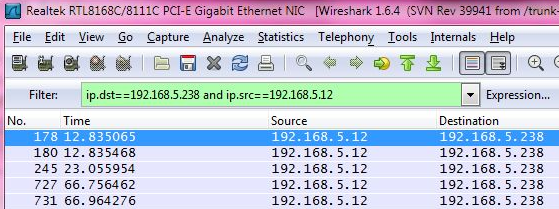 Realtek RTL8168C/8111C PCI-E Gigabit Ethernet NIC [Wireshark 1.6.4 (SVN Rev 39941 from /trunk-
File Edit View Go Capture Analyze Statistics Telephony Tools Internals Help
Filter: ip.dst==192.168.5.238 and ip.src==192.168.5.12 Expression...
No. Time Source Destination
178 12.835065 192.168.5.12 192.168.5.238
180 12.835468 192.168.5.12 192.168.5.238
245 23.055954 192.168.5.12 192.168.5.238
727 66.756462 192.168.5.12 192.168.5.238
731 66.964276 192.168.5.12 192.168.5.238